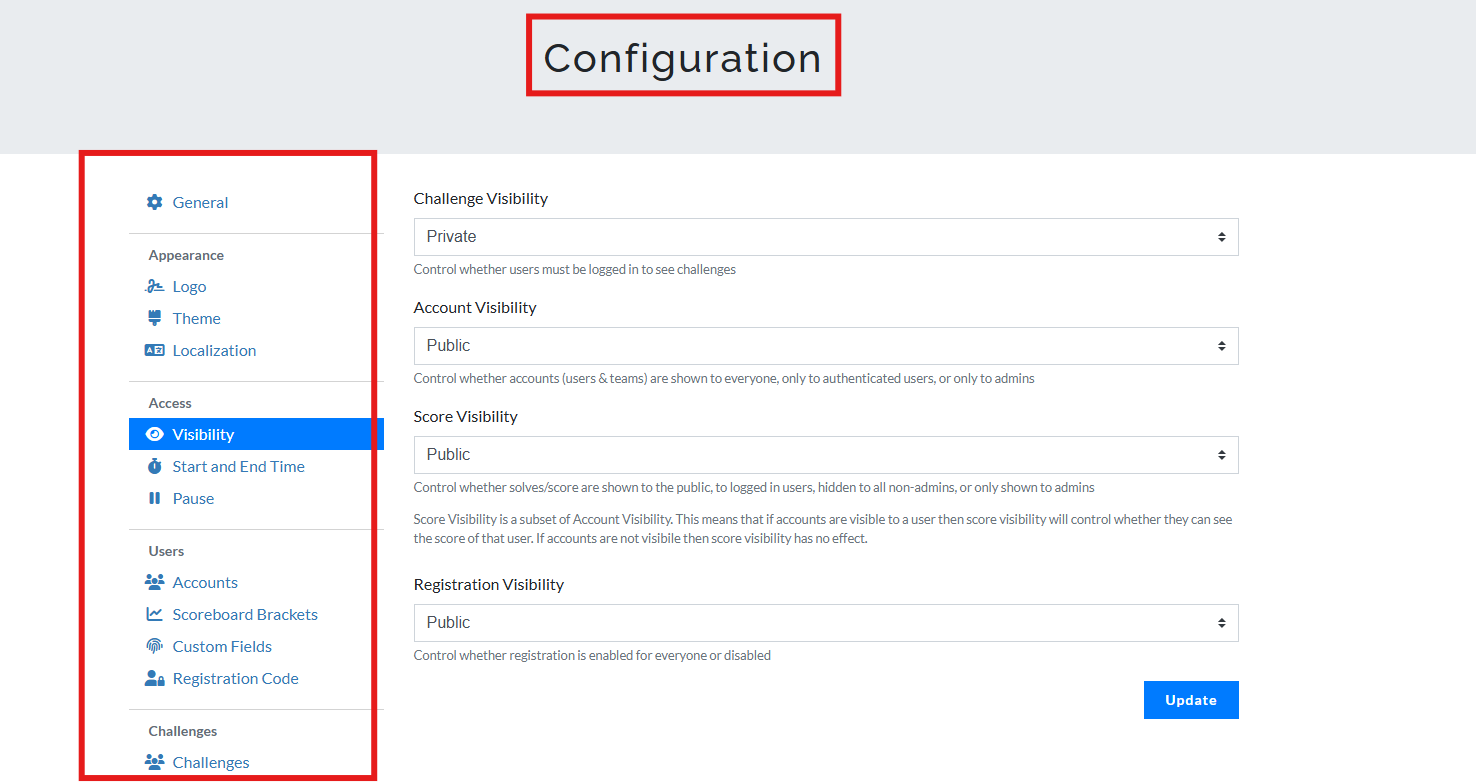 Configuration
General
Appearance
Logo
Theme
Localization
Access
Visibility
Start and End Time
Pause
Users
Accounts
Scoreboard Brackets
Custom Fields
Registration Code
Challenges
Challenges
Challenge Visibility
Private
Control whether users must be logged in to see challenges
Account Visibility
Public
Control whether accounts (users & teams) are shown to everyone, only to authenticated users, or only to admins
Score Visibility
Public
Control whether solves/score are shown to the public, to logged in users, hidden to all non-admins, or only shown to admins
Score Visibility is a subset of Account Visibility. This means that if accounts are visible to a user then score visibility will control whether they can see
the score of that user. If accounts are not visibile then score visibility has no effect.
Registration Visibility
Public
Control whether registration is enabled for everyone or disabled
Update